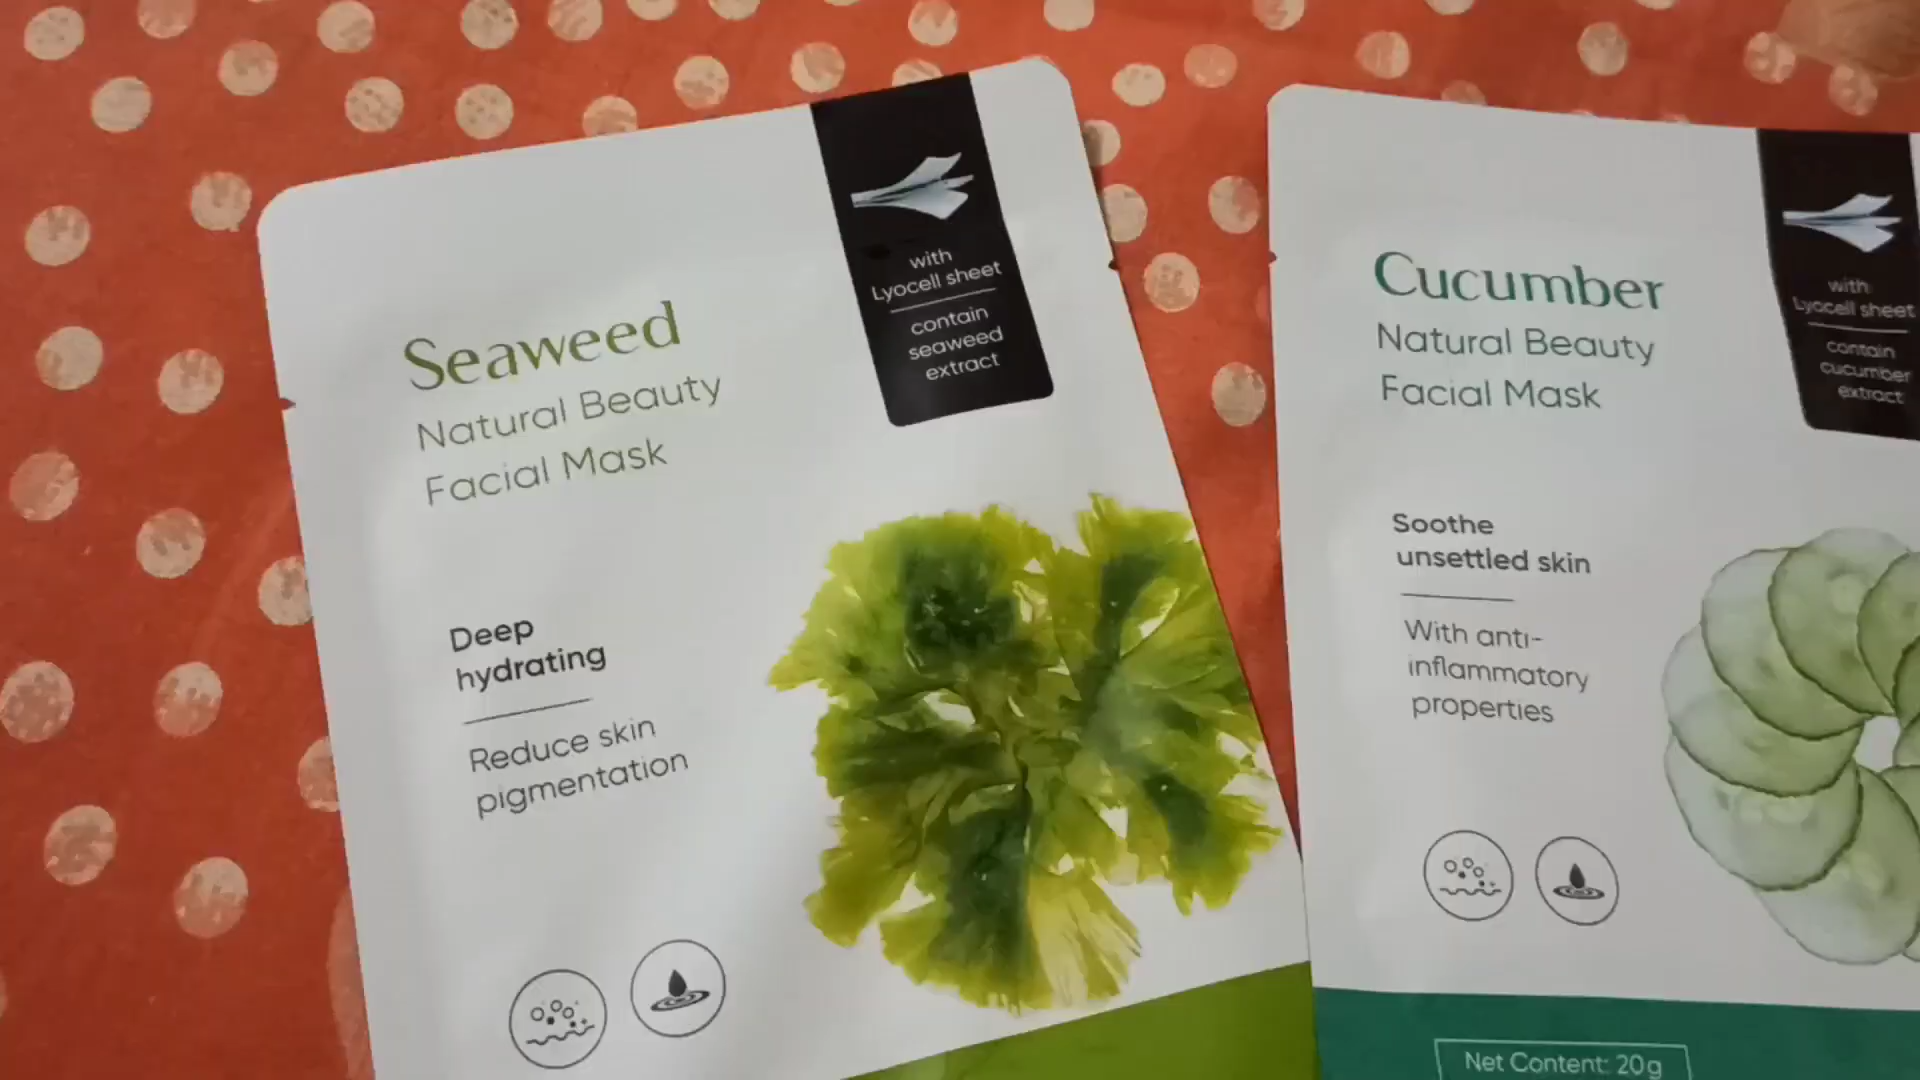 with
Lyocell sheet
contain
seaweed
extract
Seaweed
Natural Beauty
Facial Mask
Deep
hydrating
Reduce skin
pigmentation
with
Lyocell sheet
contain
cucumber
extract
Cucumber
Natural Beauty
Facial Mask
Soothe
unsettled skin
With anti-
inflammatory
properties
Net Content: 20g